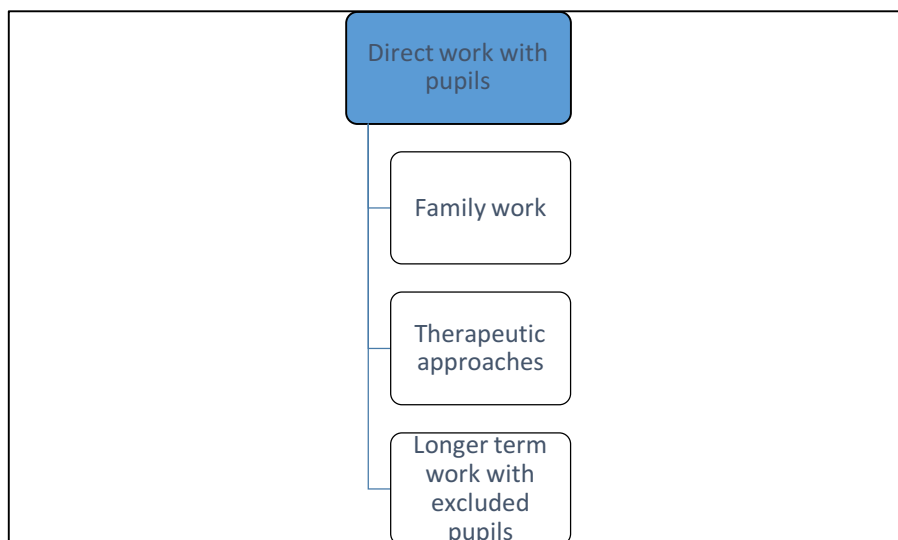 Direct work with
pupils
Family work
Therapeutic
approaches
Longer term
work with
excluded
pupils